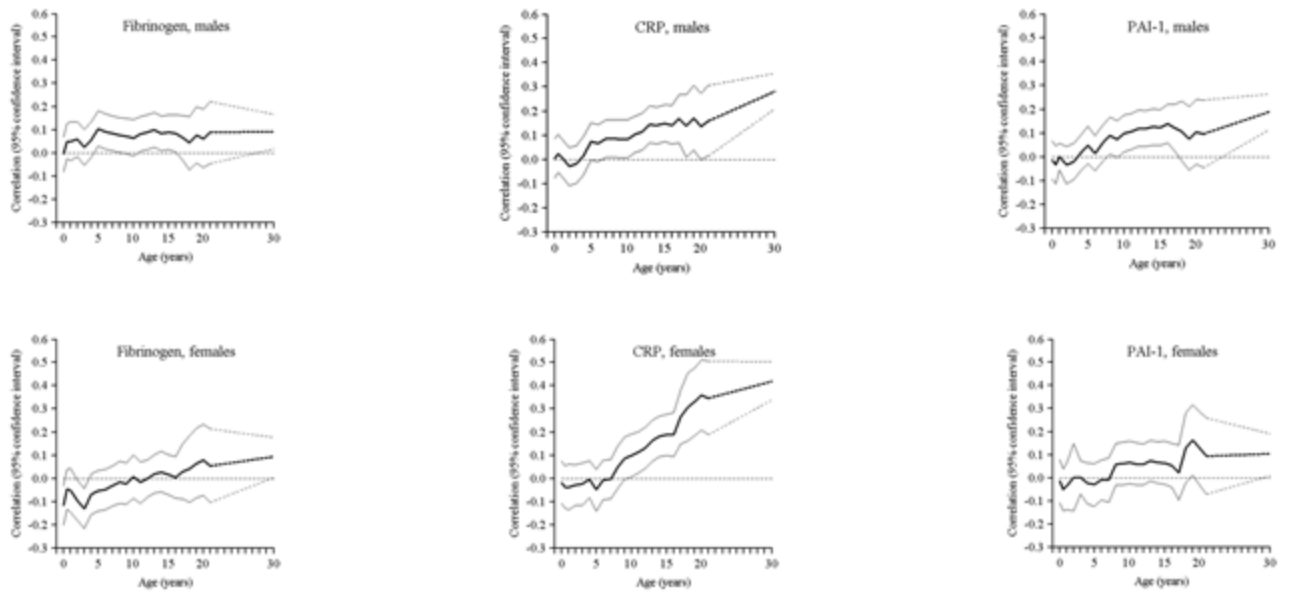 Fibrinogen, males
Correlation (95% confidence interval)
0.6
0.5
0.4
0.3
0.2
0.1
0.0
-0.1
-0.2
-0.3
0 5 10 15 20 30
Age (years)
CRP, males
Correlation (95% confidence interval)
0.6
0.5
0.4
0.3
0.2
0.1
0.0
-0.1
-0.2
-0.3
0 5 10 15 20 30
Age (years)
PAI-1, males
Correlation (95% confidence interval)
0.6
0.5
0.4
0.3
0.2
0.1
0.0
-0.1
-0.2
-0.3
0 5 10 15 20 30
Age (years)
Fibrinogen, females
Correlation (95% confidence interval)
0.6
0.5
0.4
0.3
0.2
0.1
0.0
-0.1
-0.2
-0.3
0 5 10 15 20 30
Age (years)
CRP, females
Correlation (95% confidence interval)
0.6
0.5
0.4
0.3
0.2
0.1
0.0
-0.1
-0.2
-0.3
0 5 10 15 20 30
Age (years)
PAI-1, females
Correlation (95% confidence interval)
0.6
0.5
0.4
0.3
0.2
0.1
0.0
-0.1
-0.2
-0.3
0 5 10 15 20 30
Age (years)